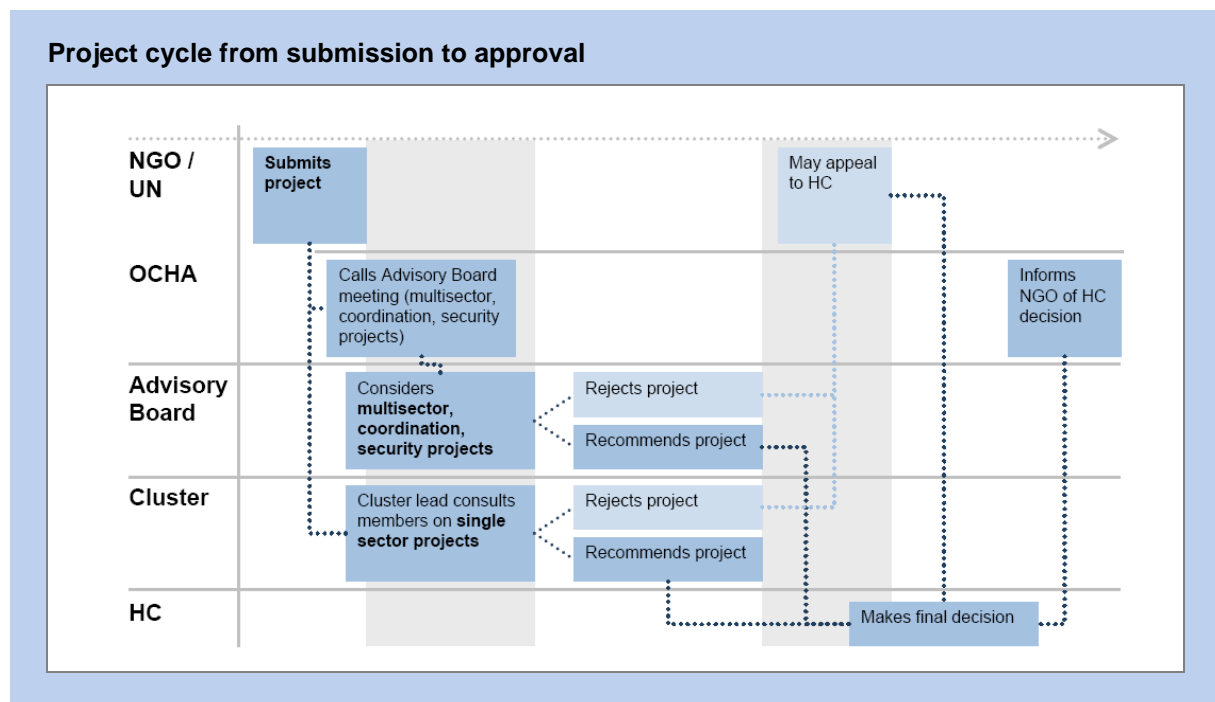 Project cycle from submission to approval
NGO /
UN
Submits
project
May appeal
to HC
OCHA
Calls Advisory Board
meeting (multisector,
coordination, security
projects)
Informs
NGO of HC
decision
Advisory
Board
Considers
multisector,
coordination,
security projects
Rejects project
Recommends project
Cluster
Cluster lead consults
members on single
sector projects
Rejects project
Recommends project
HC
Makes final decision